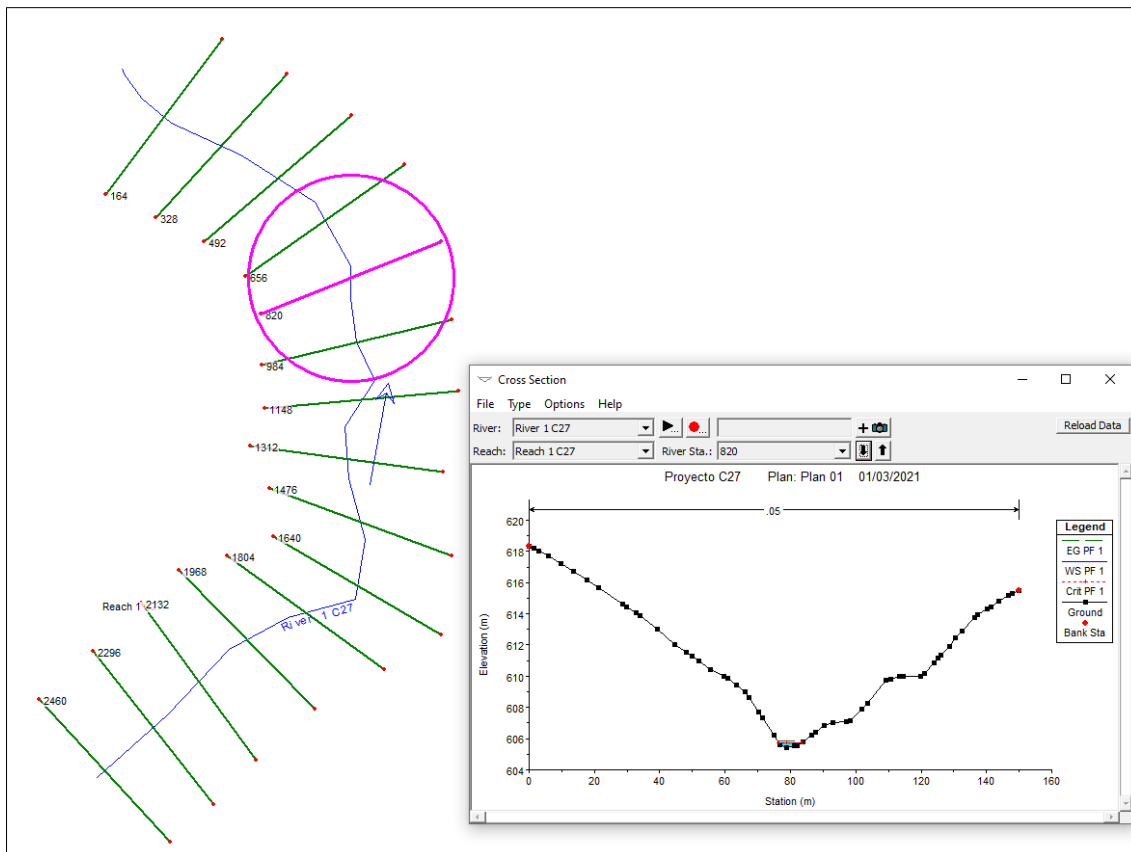 164
328
492
656
820
984
1148
1312
1476
1640
1804
1968
Reach 1
2132
2296
2460
River 1 C27
Cross Section
File Type Options Help
River: River 1 C27
Reload Data
Reach: Reach 1 C27 River Sta.: 820
Proyecto C27 Plan: Plan 01 01/03/2021
.05
620
618
616
614
612
610
608
606
604
Elevation (m)
0 20 40 60 80 100 120 140 160
Station (m)
Legend
EG PF 1
WS PF 1
Crit PF 1
Ground
Bank Sta